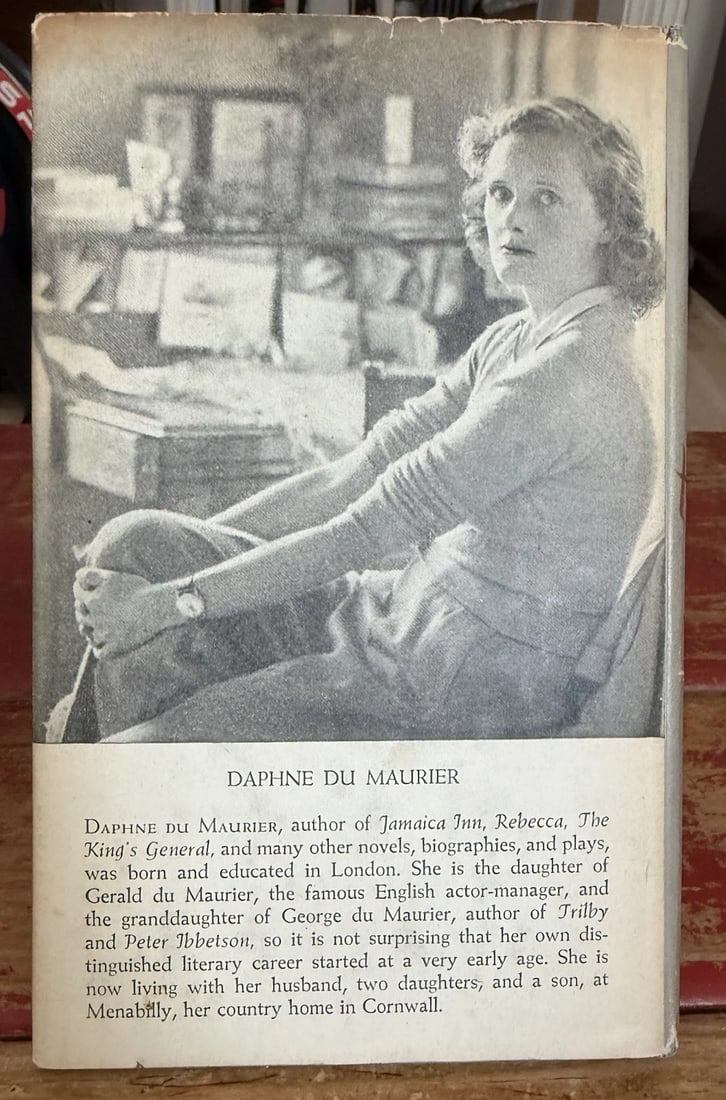 DAPHNE DU MAURIER
DAPHNE DU MAURIER, author of Jamaica Inn, Rebecca, The
King's General, and many other novels, biographies, and plays,
was born and educated in London. She is the daughter of
Gerald du Maurier, the famous English actor-manager, and
the granddaughter of George du Maurier, author of Trilby
and Peter Ibbetson, so it is not surprising that her own dis-
tinguished literary career started at a very early age. She is
now living with her husband, two daughters, and a son, at
Menabilly, her country home in Cornwall.